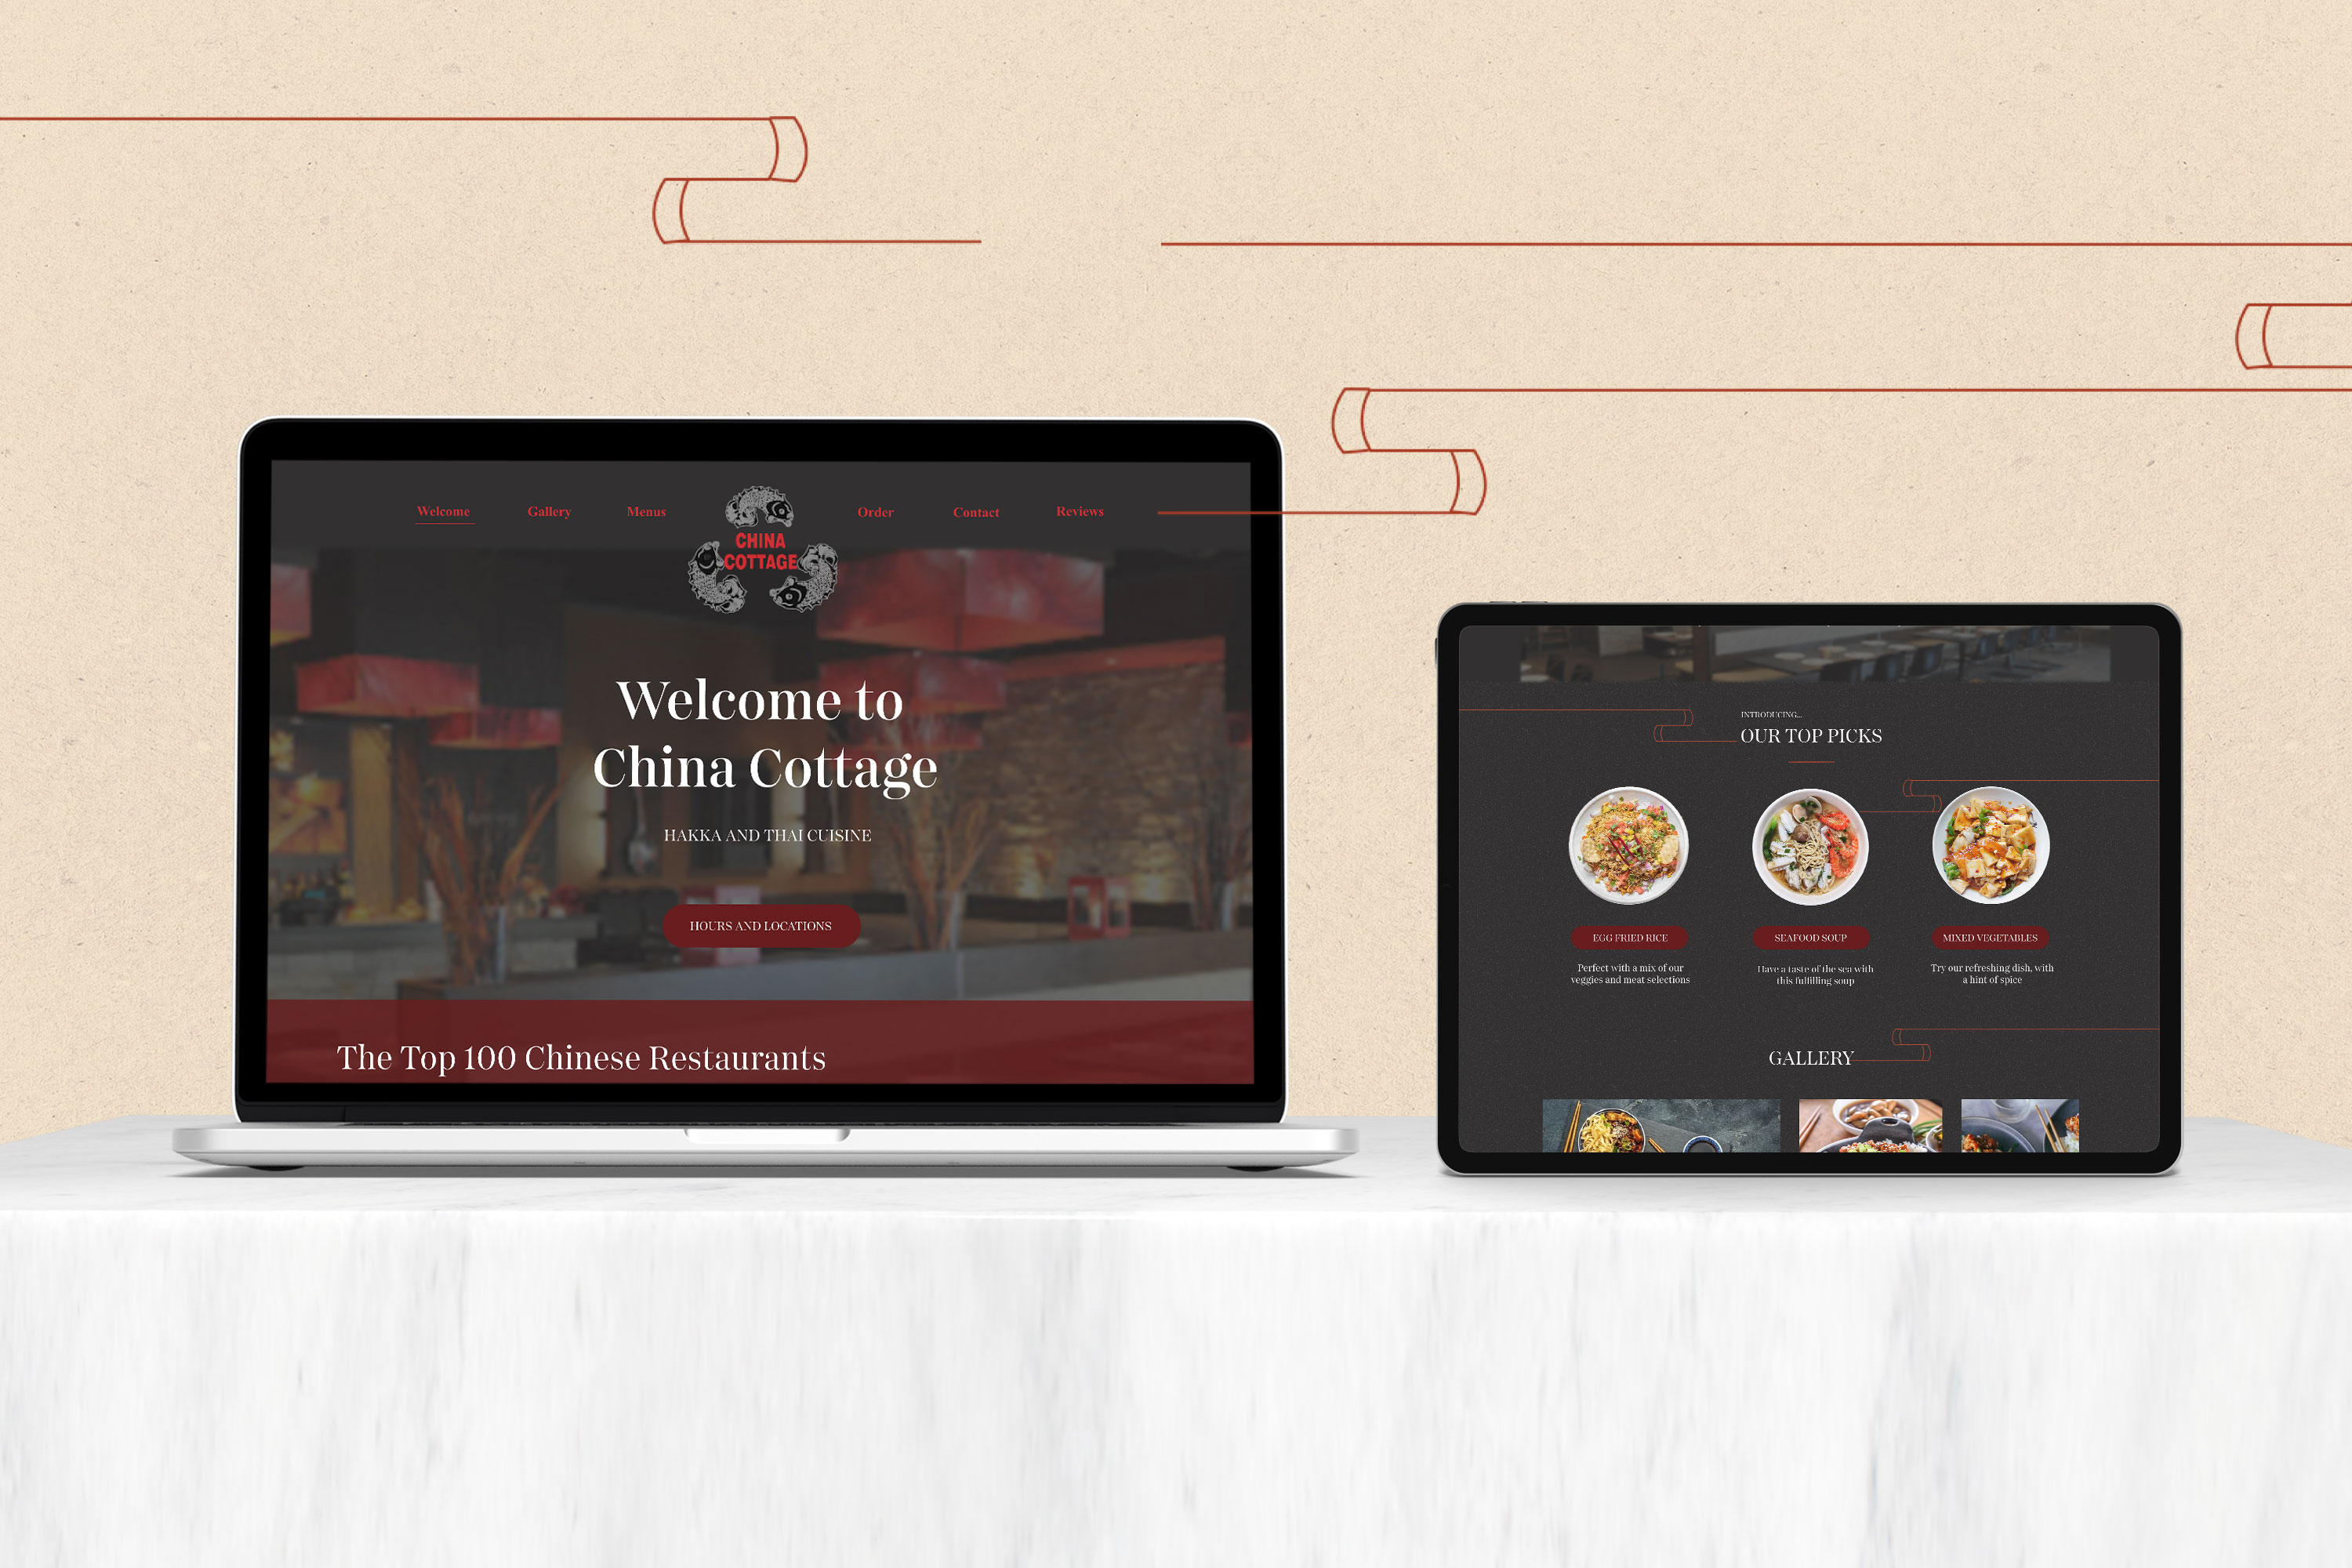 Welcome Gallery Menus Order Contact Reviews
CHINA
COTTAGE
Welcome to
China Cottage
HAKKA AND THAI CUISINE
HOURS AND LOCATIONS
The Top 100 Chinese Restaurants
INTRODUCING...
OUR TOP PICKS
EGG FRIED RICE
Perfect with a mix of our
veggies and meat selections
SEAFOOD SOUP
Have a taste of the sea with
this fulfilling soup
MIXED VEGETABLES
Try our refreshing dish, with
a hint of spice
GALLERY